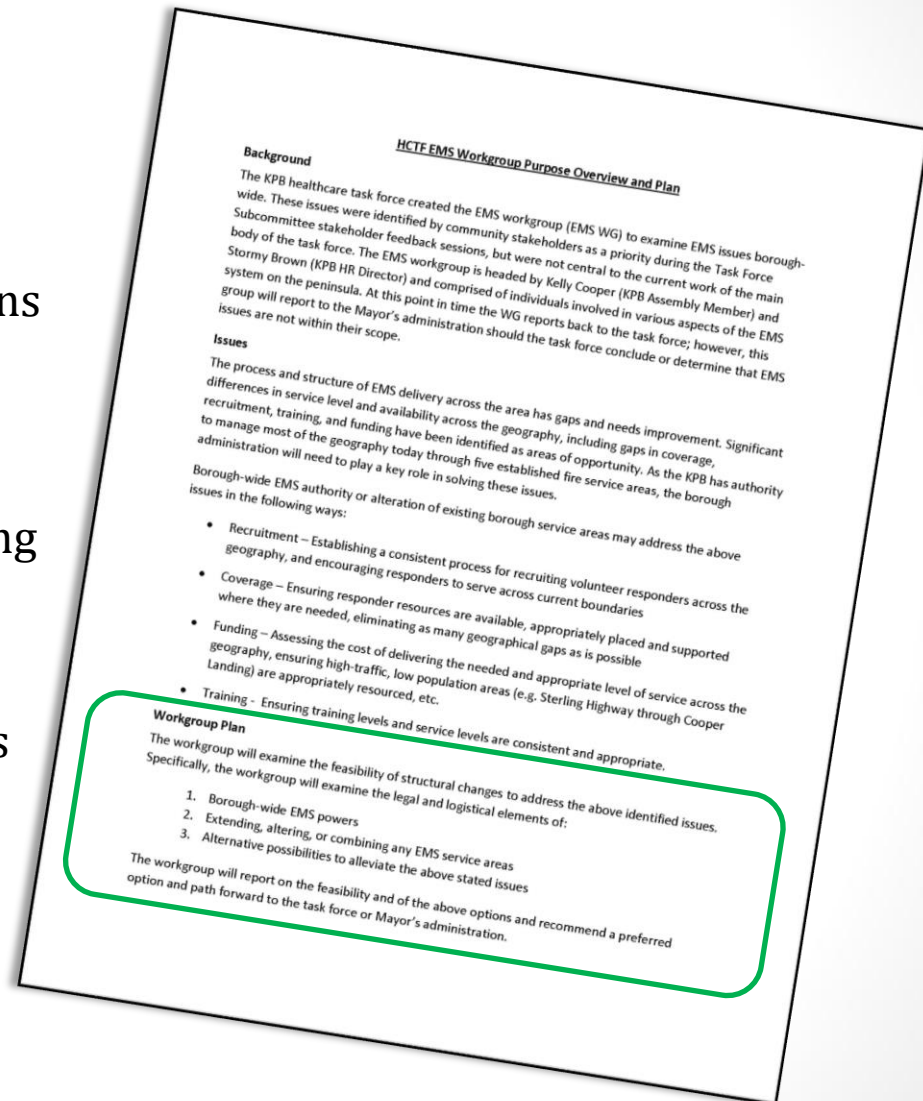 ns
ng
s
HCTF EMS Workgroup Purpose Overview and Plan
Background
The KPB healthcare task force created the EMS workgroup (EMS WG) to examine EMS issues borough-
wide. These issues were identified by community stakeholders as a priority during the Task Force
Subcommittee stakeholder feedback sessions, but were not central to the current work of the main
body of the task force. The EMS workgroup is headed by Kelly Cooper (KPB Assembly Member) and
Stormy Brown (KPB HR Director) and comprised of individuals involved in various aspects of the EMS
system on the peninsula. At this point in time the WG reports back to the task force; however, this
group will report to the Mayor's administration should the task force conclude or determine that EMS
issues are not within their scope.
Issues
The process and structure of EMS delivery across the area has gaps and needs improvement. Significant
differences in service level and availability across the geography, including gaps in coverage,
recruitment, training, and funding have been identified as areas of opportunity. As the KPB has authority
to manage most of the geography today through five established fire service areas, the borough
administration will need to play a key role in solving these issues.
Borough-wide EMS authority or alteration of existing borough service areas may address the above
issues in the following ways:
• Recruitment – Establishing a consistent process for recruiting volunteer responders across the
geography, and encouraging responders to serve across current boundaries
• Coverage – Ensuring responder resources are available, appropriately placed and supported
where they are needed, eliminating as many geographical gaps as is possible
• Funding – Assessing the cost of delivering the needed and appropriate level of service across the
geography, ensuring high-traffic, low population areas (e.g. Sterling Highway through Cooper
Landing) are appropriately resourced, etc.
• Training - Ensuring training levels and service levels are consistent and appropriate.
Workgroup Plan
The workgroup will examine the feasibility of structural changes to address the above identified issues.
Specifically, the workgroup will examine the legal and logistical elements of:
1. Borough-wide EMS powers
2. Extending, altering, or combining any EMS service areas
3. Alternative possibilities to alleviate the above stated issues
The workgroup will report on the feasibility and of the above options and recommend a preferred
option and path forward to the task force or Mayor's administration.